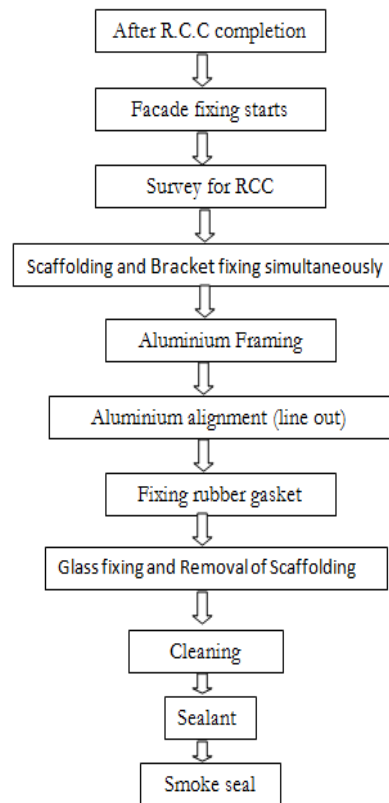 After R.C.C completion
Facade fixing starts
Survey for RCC
Scaffolding and Bracket fixing simultaneously
Aluminium Framing
Aluminium alignment (line out)
Fixing rubber gasket
Glass fixing and Removal of Scaffolding
Cleaning
Sealant
Smoke seal